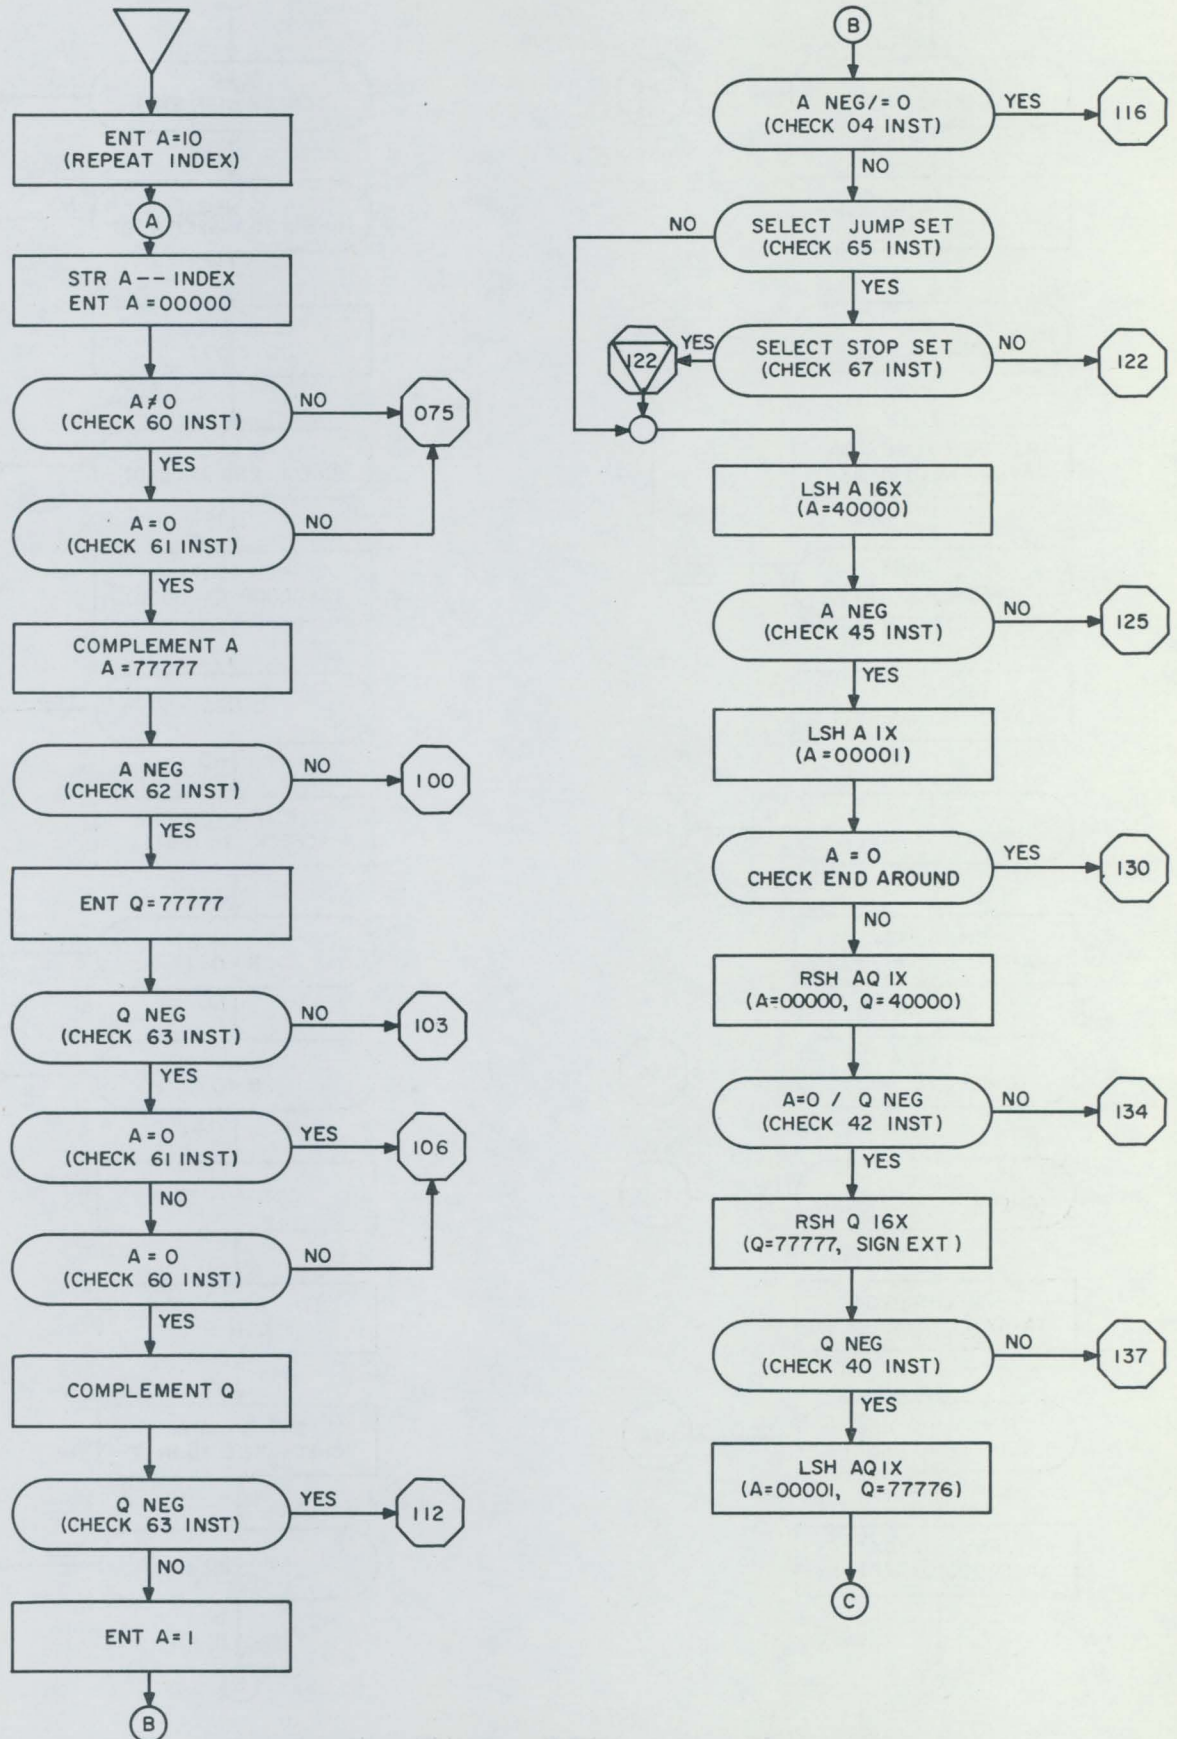 ENT A=10
(REPEAT INDEX)
A
STR A-- INDEX
ENT A=00000
A≠0
(CHECK 60 INST)
NO
075
YES
A=0
(CHECK 61 INST)
NO
YES
COMPLEMENT A
A=77777
A NEG
(CHECK 62 INST)
NO
100
YES
ENT Q=77777
Q NEG
(CHECK 63 INST)
NO
103
YES
A=0
(CHECK 61 INST)
YES
106
NO
A=0
(CHECK 60 INST)
NO
YES
COMPLEMENT Q
Q NEG
(CHECK 63 INST)
YES
112
NO
ENT A=1
B
B
A NEG/=0
(CHECK 04 INST)
YES
116
NO
NO
SELECT JUMP SET
(CHECK 65 INST)
YES
122
YES
SELECT STOP SET
(CHECK 67 INST)
NO
122
LSH A 16X
(A=40000)
A NEG
(CHECK 45 INST)
NO
125
YES
LSH A 1X
(A=00001)
A=0
CHECK END AROUND
YES
130
NO
RSH AQ 1X
(A=00000, Q=40000)
A=0 / Q NEG
(CHECK 42 INST)
NO
134
YES
RSH Q 16X
(Q=77777, SIGN EXT)
Q NEG
(CHECK 40 INST)
NO
137
YES
LSH AQ 1X
(A=00001, Q=77776)
C